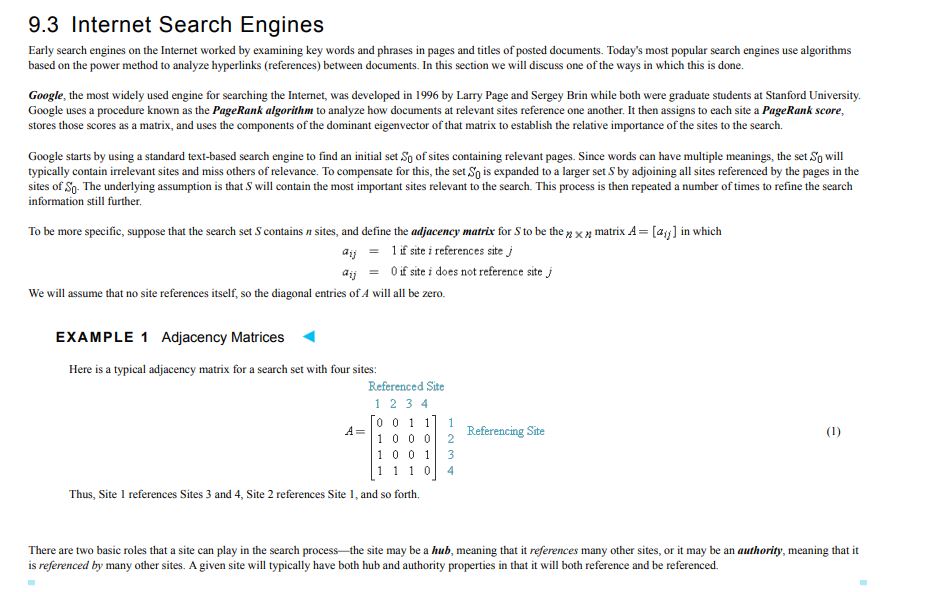 9.3 Internet Search Engines
Early search engines on the Internet worked by examining key words and phrases in pages and titles of posted documents. Today's most popular search engines use algorithms
based on the power method to analyze hyperlinks (references) between documents. In this section we will discuss one of the ways in which this is done.
Google, the most widely used engine for searching the Internet, was developed in 1996 by Larry Page and Sergey Brin while both were graduate students at Stanford University.
Google uses a procedure known as the PageRank algorithm to analyze how documents at relevant sites reference one another. It then assigns to each site a PageRank score,
stores those scores as a matrix, and uses the components of the dominant eigenvector of that matrix to establish the relative importance of the sites to the search.
Google starts by using a standard text-based search engine to find an initial set S₀ of sites containing relevant pages. Since words can have multiple meanings, the set S₀ will
typically contain irrelevant sites and miss others of relevance. To compensate for this, the set S₀ is expanded to a larger set S by adjoining all sites referenced by the pages in the
sites of S₀. The underlying assumption is that S will contain the most important sites relevant to the search. This process is then repeated a number of times to refine the search
information still further.
To be more specific, suppose that the search set S contains n sites, and define the adjacency matrix for S to be the n × n matrix A = [aij] in which
aij = 1 if site i references site j
aij = 0 if site i does not reference site j
We will assume that no site references itself, so the diagonal entries of A will all be zero.
EXAMPLE 1 Adjacency Matrices
Here is a typical adjacency matrix for a search set with four sites:
Referenced Site
1 2 3 4
A = [0 0 1 1] 1 Referencing Site (1)
1 0 0 0 2
1 0 0 1 3
1 1 1 0 4
Thus, Site 1 references Sites 3 and 4, Site 2 references Site 1, and so forth.
There are two basic roles that a site can play in the search process—the site may be a hub, meaning that it references many other sites, or it may be an authority, meaning that it
is referenced by many other sites. A given site will typically have both hub and authority properties in that it will both reference and be referenced.